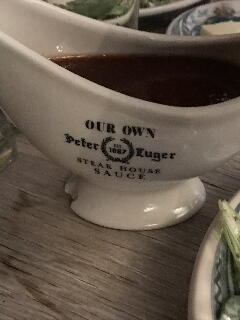 OUR OWN
Peter Luger
EST.
1887
STEAK HOUSE
SAUCE